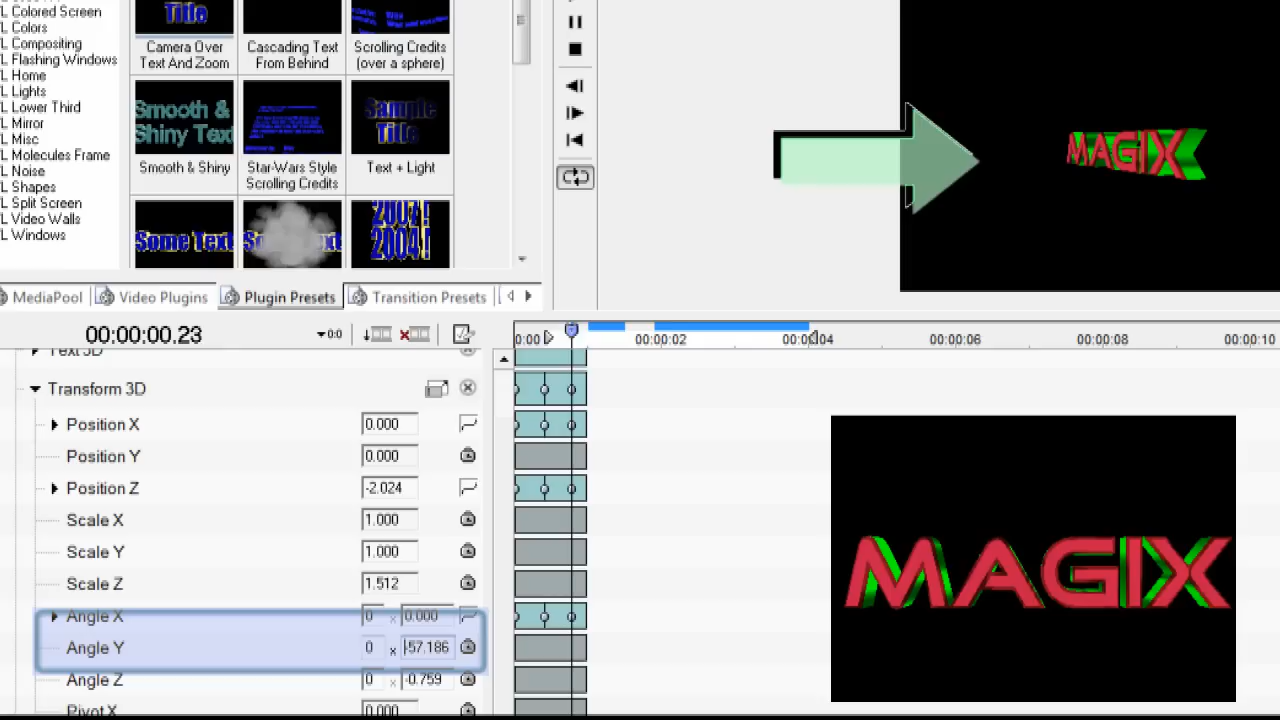 L Colored Screen
L Colors
L Compositing
L Flashing Windows
L Home
L Lights
L Lower Third
L Mirror
L Misc
L Molecules Frame
L Noise
L Shapes
L Split Screen
L Video Walls
L Windows
Title
Camera Over
Text And Zoom
Cascading Text
From Behind
Scrolling Credits
(over a sphere)
Smooth &
Shiny Text
Smooth & Shiny
Star-Wars Style
Scrolling Credits
Sample
Title
Text + Light
Some Text
2004!
MAGIX
MediaPool
Video Plugins
Plugin Presets
Transition Presets
00:00:00.23
0:0
0:00
00:00:02
00:00:04
00:00:06
00:00:08
00:00:10
Text 3D
Transform 3D
Position X 0.000
Position Y 0.000
Position Z -2.024
Scale X 1.000
Scale Y 1.000
Scale Z 1.512
Angle X 0 x 0.000
Angle Y 0 x -57.186
Angle Z 0 x -0.759
Pivot X 0.000
MAGIX